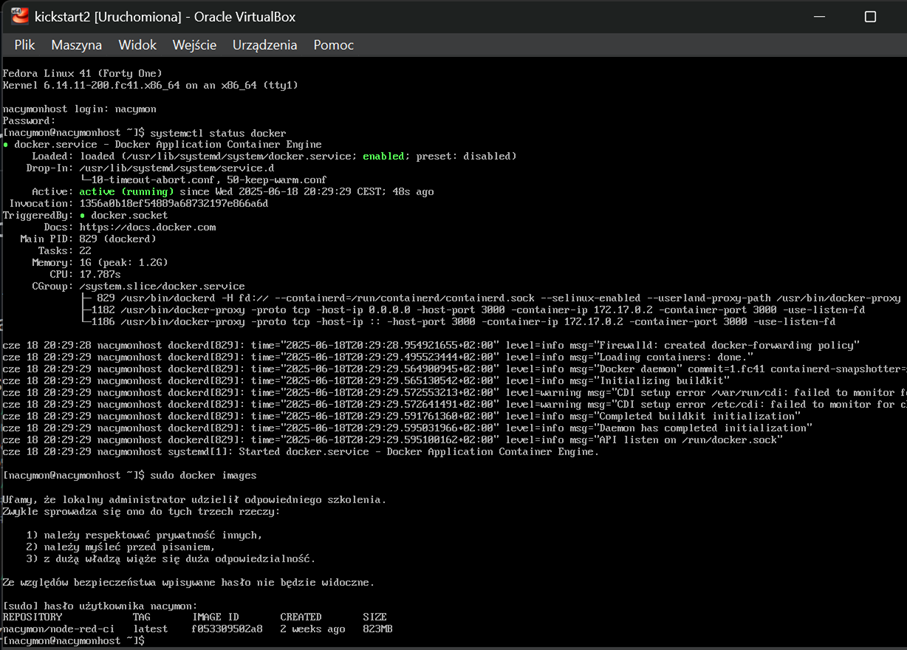 kickstart2 [Uruchomiona] - Oracle VirtualBox
Plik Maszyna Widok Wejście Urządzenia Pomoc
Fedora Linux 41 (Forty One)
Kernel 6.14.11-200.fc41.x86_64 on an x86_64 (tty1)
nacymonhost login: nacymon
Password:
[nacymon@nacymonhost ~]$ systemctl status docker
● docker.service - Docker Application Container Engine
Loaded: loaded (/usr/lib/systemd/system/docker.service; enabled; preset: disabled)
Drop-In: /usr/lib/systemd/system/service.d
└─10-timeout-abort.conf, 50-keep-warm.conf
Active: active (running) since Wed 2025-06-18 20:29:29 CEST; 48s ago
Invocation: 1356a0b18ef54889a68732197e866a6d
TriggeredBy: ● docker.socket
Docs: https://docs.docker.com
Main PID: 829 (dockerd)
Tasks: 22
Memory: 1G (peak: 1.2G)
CPU: 17.787s
CGroup: /system.slice/docker.service
├─ 829 /usr/bin/dockerd -H fd:// --containerd=/run/containerd/containerd.sock --selinux-enabled --userland-proxy-path /usr/bin/docker-proxy
├─1182 /usr/bin/docker-proxy -proto tcp -host-ip 0.0.0.0 -host-port 3000 -container-ip 172.17.0.2 -container-port 3000 -use-listen-fd
└─1186 /usr/bin/docker-proxy -proto tcp -host-ip :: -host-port 3000 -container-ip 172.17.0.2 -container-port 3000 -use-listen-fd
cze 18 20:29:28 nacymonhost dockerd[829]: time="2025-06-18T20:29:28.954921655+02:00" level=info msg="Firewalld: created docker-forwarding policy"
cze 18 20:29:29 nacymonhost dockerd[829]: time="2025-06-18T20:29:29.495523444+02:00" level=info msg="Loading containers: done."
cze 18 20:29:29 nacymonhost dockerd[829]: time="2025-06-18T20:29:29.564900945+02:00" level=info msg="Docker daemon" commit=1.fc41 containerd-snapshotter=
cze 18 20:29:29 nacymonhost dockerd[829]: time="2025-06-18T20:29:29.565130542+02:00" level=info msg="Initializing buildkit"
cze 18 20:29:29 nacymonhost dockerd[829]: time="2025-06-18T20:29:29.572553213+02:00" level=warning msg="CDI setup error /var/run/cdi: failed to monitor f
cze 18 20:29:29 nacymonhost dockerd[829]: time="2025-06-18T20:29:29.572641491+02:00" level=warning msg="CDI setup error /etc/cdi: failed to monitor for c
cze 18 20:29:29 nacymonhost dockerd[829]: time="2025-06-18T20:29:29.591761360+02:00" level=info msg="Completed buildkit initialization"
cze 18 20:29:29 nacymonhost dockerd[829]: time="2025-06-18T20:29:29.595031966+02:00" level=info msg="Daemon has completed initialization"
cze 18 20:29:29 nacymonhost dockerd[829]: time="2025-06-18T20:29:29.595100162+02:00" level=info msg="API listen on /run/docker.sock"
cze 18 20:29:29 nacymonhost systemd[1]: Started docker.service - Docker Application Container Engine.
[nacymon@nacymonhost ~]$ sudo docker images
Ufamy, że lokalny administrator udzielił odpowiedniego szkolenia.
Zwykle sprowadza się ono do tych trzech rzeczy:
1) należy respektować prywatność innych,
2) należy myśleć przed pisaniem,
3) z dużą władzą wiąże się duża odpowiedzialność.
Ze względów bezpieczeństwa wpisywane hasło nie będzie widoczne.
[sudo] hasło użytkownika nacymon:
REPOSITORY TAG IMAGE ID CREATED SIZE
nacymon/node-red-ci latest f053309502a8 2 weeks ago 823MB
[nacymon@nacymonhost ~]$